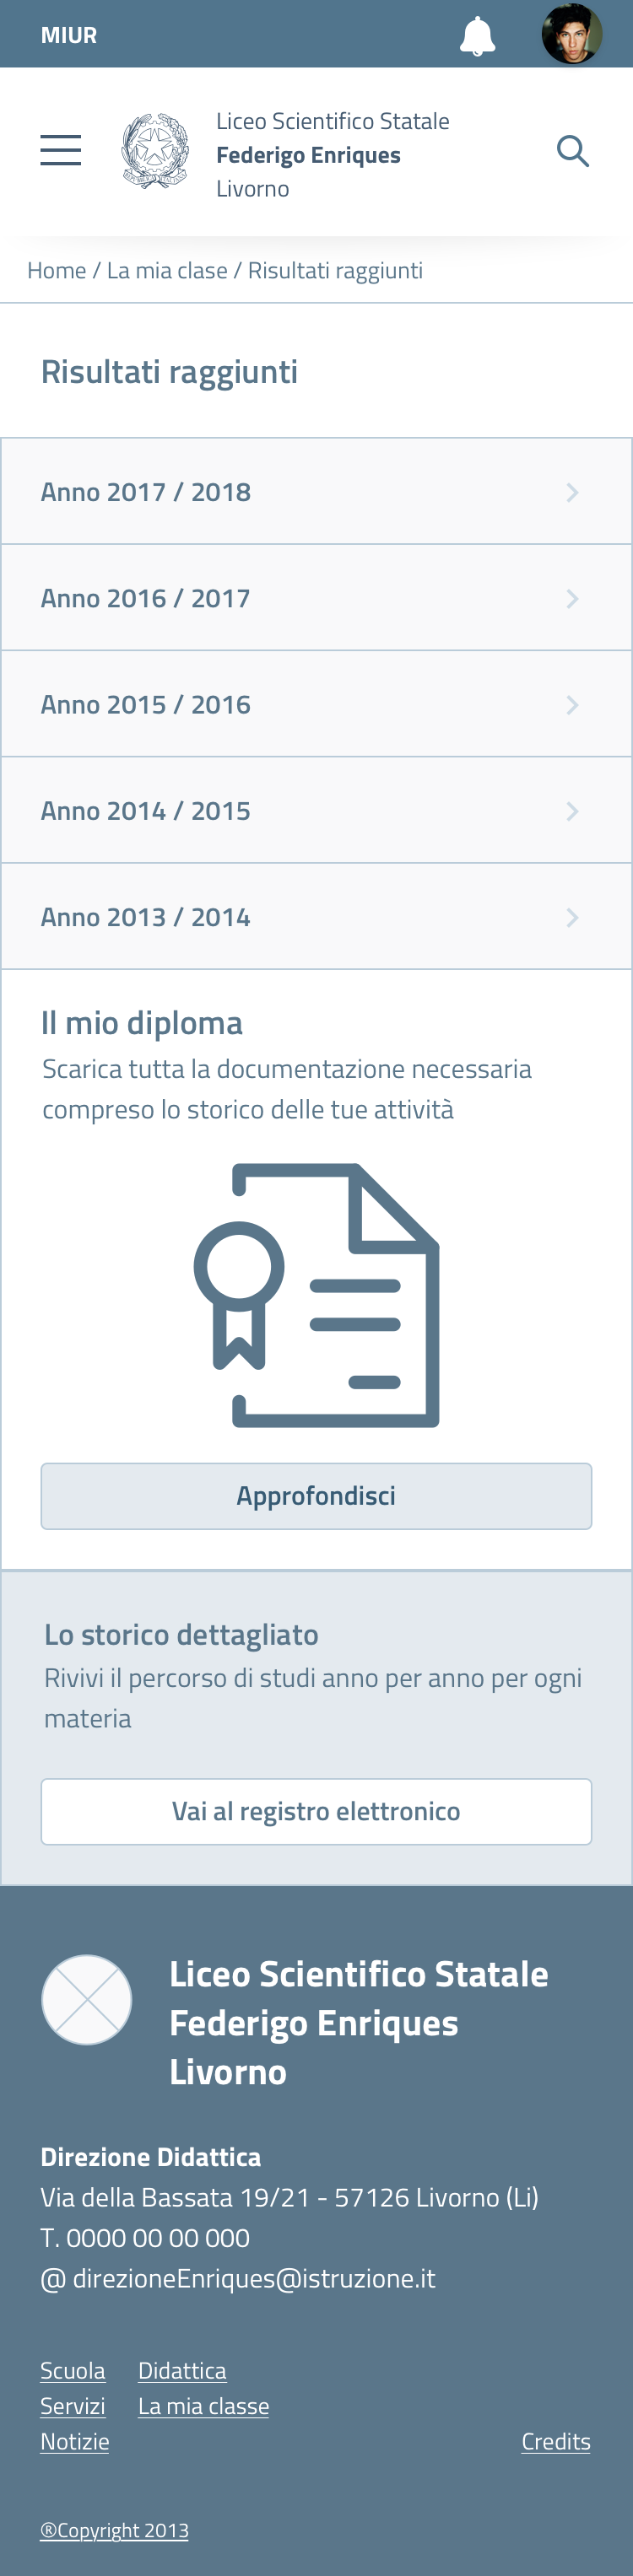 MIUR
Liceo Scientifico Statale
Federigo Enriques
Livorno
Home / La mia clase / Risultati raggiunti
Risultati raggiunti
Anno 2017 / 2018
Anno 2016 / 2017
Anno 2015 / 2016
Anno 2014 / 2015
Anno 2013 / 2014
Il mio diploma
Scarica tutta la documentazione necessaria
compreso lo storico delle tue attività
Approfondisci
Lo storico dettagliato
Rivivi il percorso di studi anno per anno per ogni
materia
Vai al registro elettronico
Liceo Scientifico Statale
Federigo Enriques
Livorno
Direzione Didattica
Via della Bassata 19/21 - 57126 Livorno (Li)
T. 0000 00 00 000
@ direzioneEnriques@istruzione.it
Scuola Didattica
Servizi La mia classe
Notizie Credits
®Copyright 2013